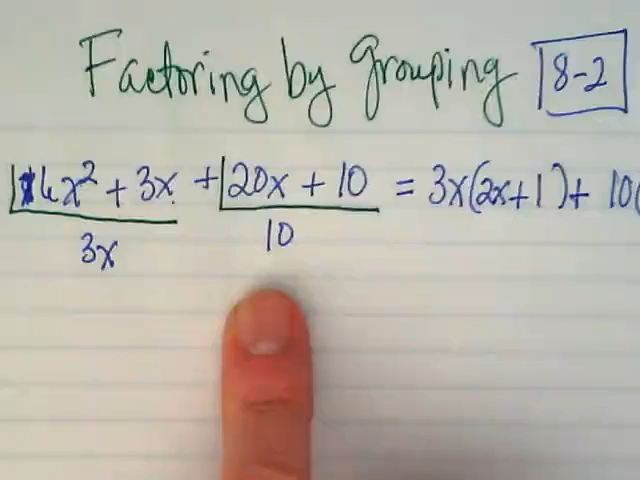 Factoring by grouping 8-2
6x² + 3x + 20x + 10 = 3x(2x+1) + 10(
3x 10